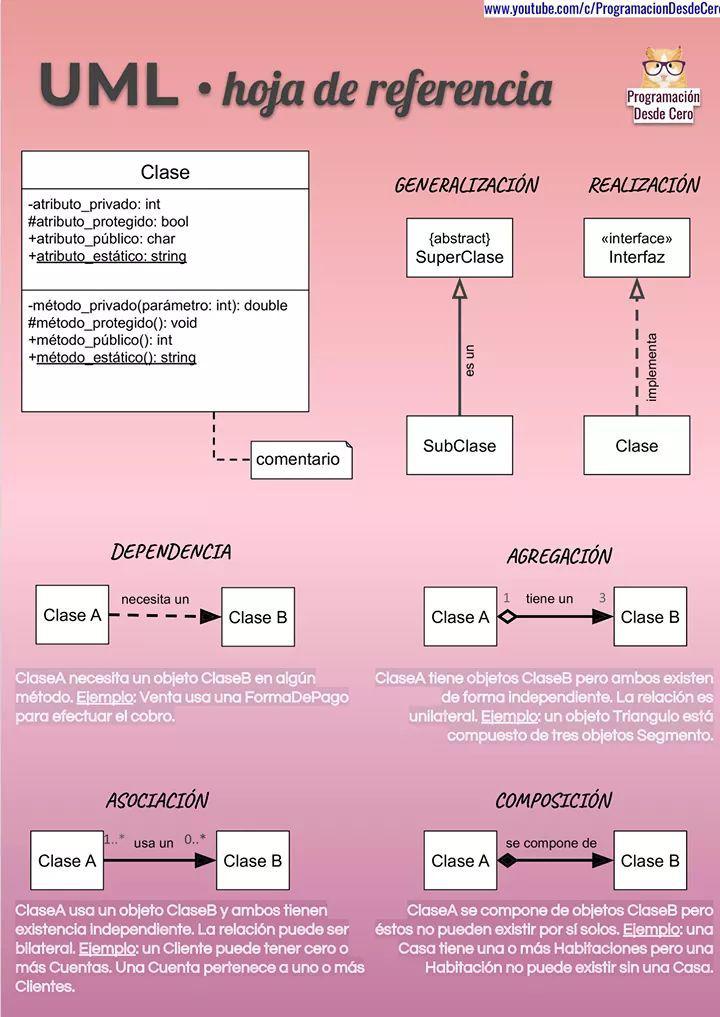 www.youtube.com/c/ProgramacionDesdeCero
UML • hoja de referencia
Programación
Desde Cero
Clase
-atributo_privado: int
#atributo_protegido: bool
+atributo_público: char
+atributo_estático: string
-método_privado(parámetro: int): double
#método_protegido(): void
+método_público(): int
+método_estático(): string
comentario
GENERALIZACIÓN
{abstract}
SuperClase
es un
SubClase
REALIZACIÓN
«interface»
Interfaz
implementa
Clase
DEPENDENCIA
Clase A
necesita un
Clase B
ClaseA necesita un objeto ClaseB en algún
método. Ejemplo: Venta usa una FormaDePago
para efectuar el cobro.
AGREGACIÓN
Clase A
1 tiene un 3
Clase B
ClaseA tiene objetos ClaseB pero ambos existen
de forma independiente. La relación es
unilateral. Ejemplo: un objeto Triangulo está
compuesto de tres objetos Segmento.
ASOCIACIÓN
Clase A
1..* usa un 0..*
Clase B
ClaseA usa un objeto ClaseB y ambos tienen
existencia independiente. La relación puede ser
bilateral. Ejemplo: un Cliente puede tener cero o
más Cuentas. Una Cuenta pertenece a uno o más
Clientes.
COMPOSICIÓN
Clase A
se compone de
Clase B
ClaseA se compone de objetos ClaseB pero
éstos no pueden existir por sí solos. Ejemplo: una
Casa tiene una o más Habitaciones pero una
Habitación no puede existir sin una Casa.